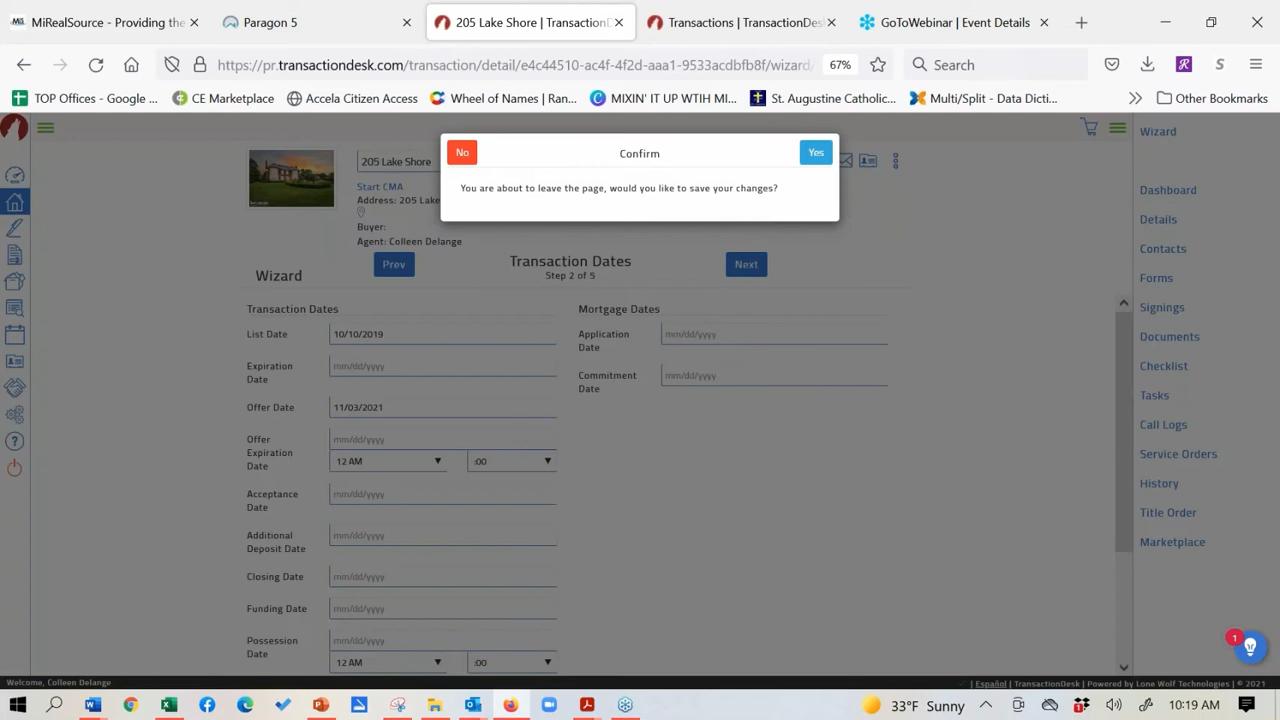 MiRealSource - Providing the
Paragon 5
205 Lake Shore | TransactionD
Transactions | TransactionDesk
GoToWebinar | Event Details
https://pr.transactiondesk.com/transaction/detail/e4c44510-ac4f-4f2d-aaa1-9533acdbfb8f/wizard/
67%
Search
TOP Offices - Google ...
CE Marketplace
Accela Citizen Access
Wheel of Names | Ran...
MIXIN' IT UP WTIH MI...
St. Augustine Catholic...
Multi/Split - Data Dicti...
Other Bookmarks
No
Confirm
Yes
You are about to leave the page, would you like to save your changes?
205 Lake Shore
Start CMA
Address: 205 Lake
Buyer:
Agent: Colleen Delange
Wizard
Prev
Transaction Dates
Step 2 of 5
Next
Transaction Dates
List Date
10/10/2019
Expiration Date
mm/dd/yyyy
Offer Date
11/03/2021
Offer Expiration Date
mm/dd/yyyy
12 AM
:00
Acceptance Date
mm/dd/yyyy
Additional Deposit Date
mm/dd/yyyy
Closing Date
mm/dd/yyyy
Funding Date
mm/dd/yyyy
Possession Date
mm/dd/yyyy
12 AM
:00
Mortgage Dates
Application Date
mm/dd/yyyy
Commitment Date
mm/dd/yyyy
Wizard
Dashboard
Details
Contacts
Forms
Signings
Documents
Checklist
Tasks
Call Logs
Service Orders
History
Title Order
Marketplace
1
Welcome, Colleen Delange
| Español | TransactionDesk | Powered by Lone Wolf Technologies | © 2021
33°F Sunny
10:19 AM